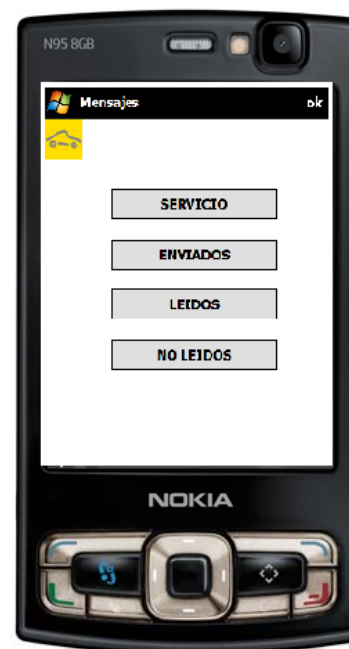 N95 8GB
Mensajes ok
SERVICIO
ENVIADOS
LEIDOS
NO LEIDOS
NOKIA